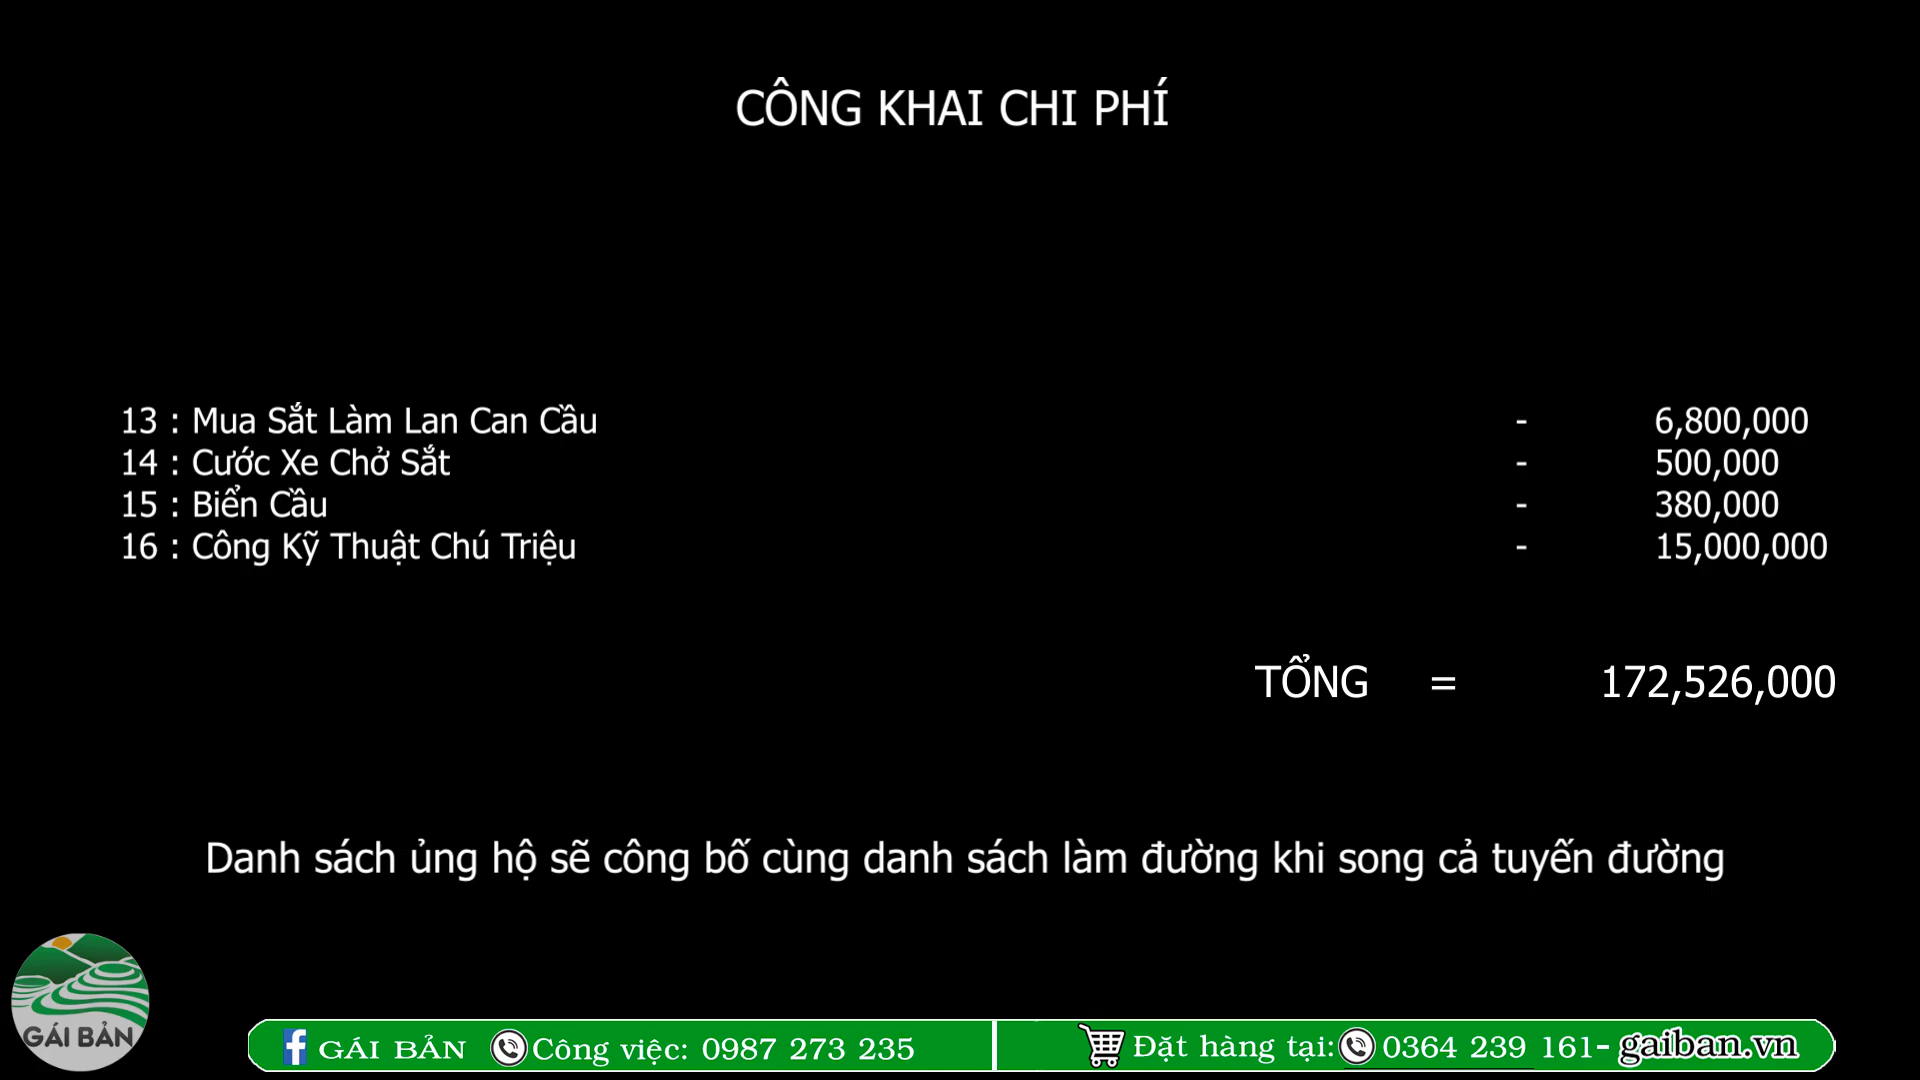 CÔNG KHAI CHI PHÍ
13 : Mua Sắt Làm Lan Can Cầu - 6,800,000
14 : Cước Xe Chở Sắt - 500,000
15 : Biển Cầu - 380,000
16 : Công Kỹ Thuật Chú Triệu - 15,000,000
TỔNG = 172,526,000
Danh sách ủng hộ sẽ công bố cùng danh sách làm đường khi song cả tuyến đường
GÁI BẢN
GÁI BẢN Công việc: 0987 273 235 Đặt hàng tại: 0364 239 161- gaiban.vn